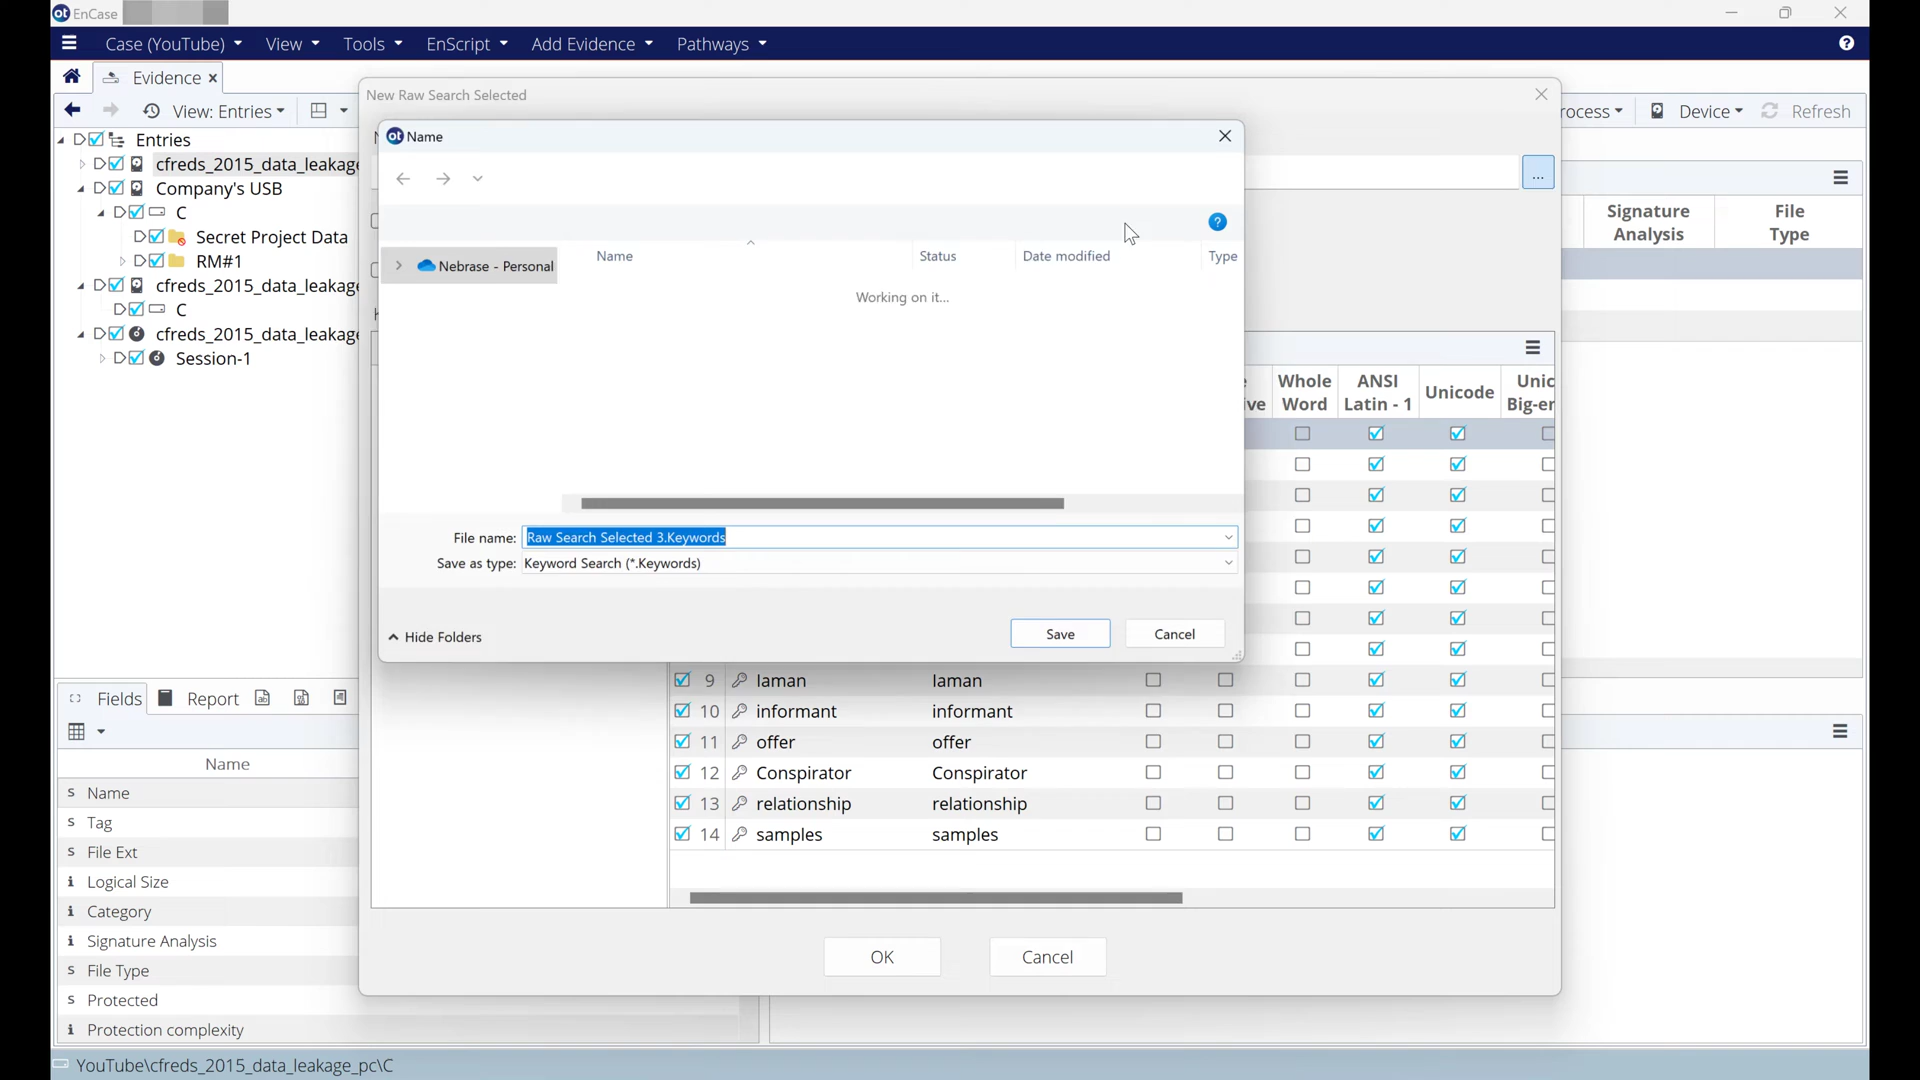 EnCase
Case (YouTube) View Tools EnScript Add Evidence Pathways
Evidence
View: Entries
rocess Device Refresh
New Raw Search Selected
Name
Entries
cfreds_2015_data_leakage
Company's USB
C
Secret Project Data
RM#1
cfreds_2015_data_leakage
C
cfreds_2015_data_leakage
Session-1
...
Nebrase - Personal
Name Status Date modified Type
Working on it...
File name: Raw Search Selected 3.Keywords
Save as type: Keyword Search (*.Keywords)
Hide Folders
Save Cancel
Signature Analysis
File Type
Whole Word
ANSI Latin - 1
Unicode
9 laman laman
10 informant informant
11 offer offer
12 Conspirator Conspirator
13 relationship relationship
14 samples samples
OK Cancel
Fields Report
Name
s Name
s Tag
s File Ext
i Logical Size
i Category
i Signature Analysis
s File Type
s Protected
i Protection complexity
YouTube\cfreds_2015_data_leakage_pc\C